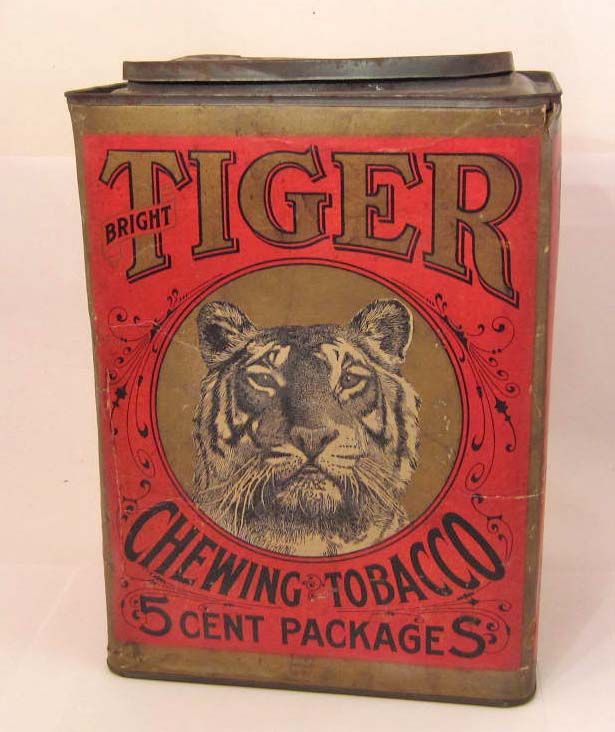 TIGER
BRIGHT
CHEWING TOBACCO
5 CENT PACKAGES